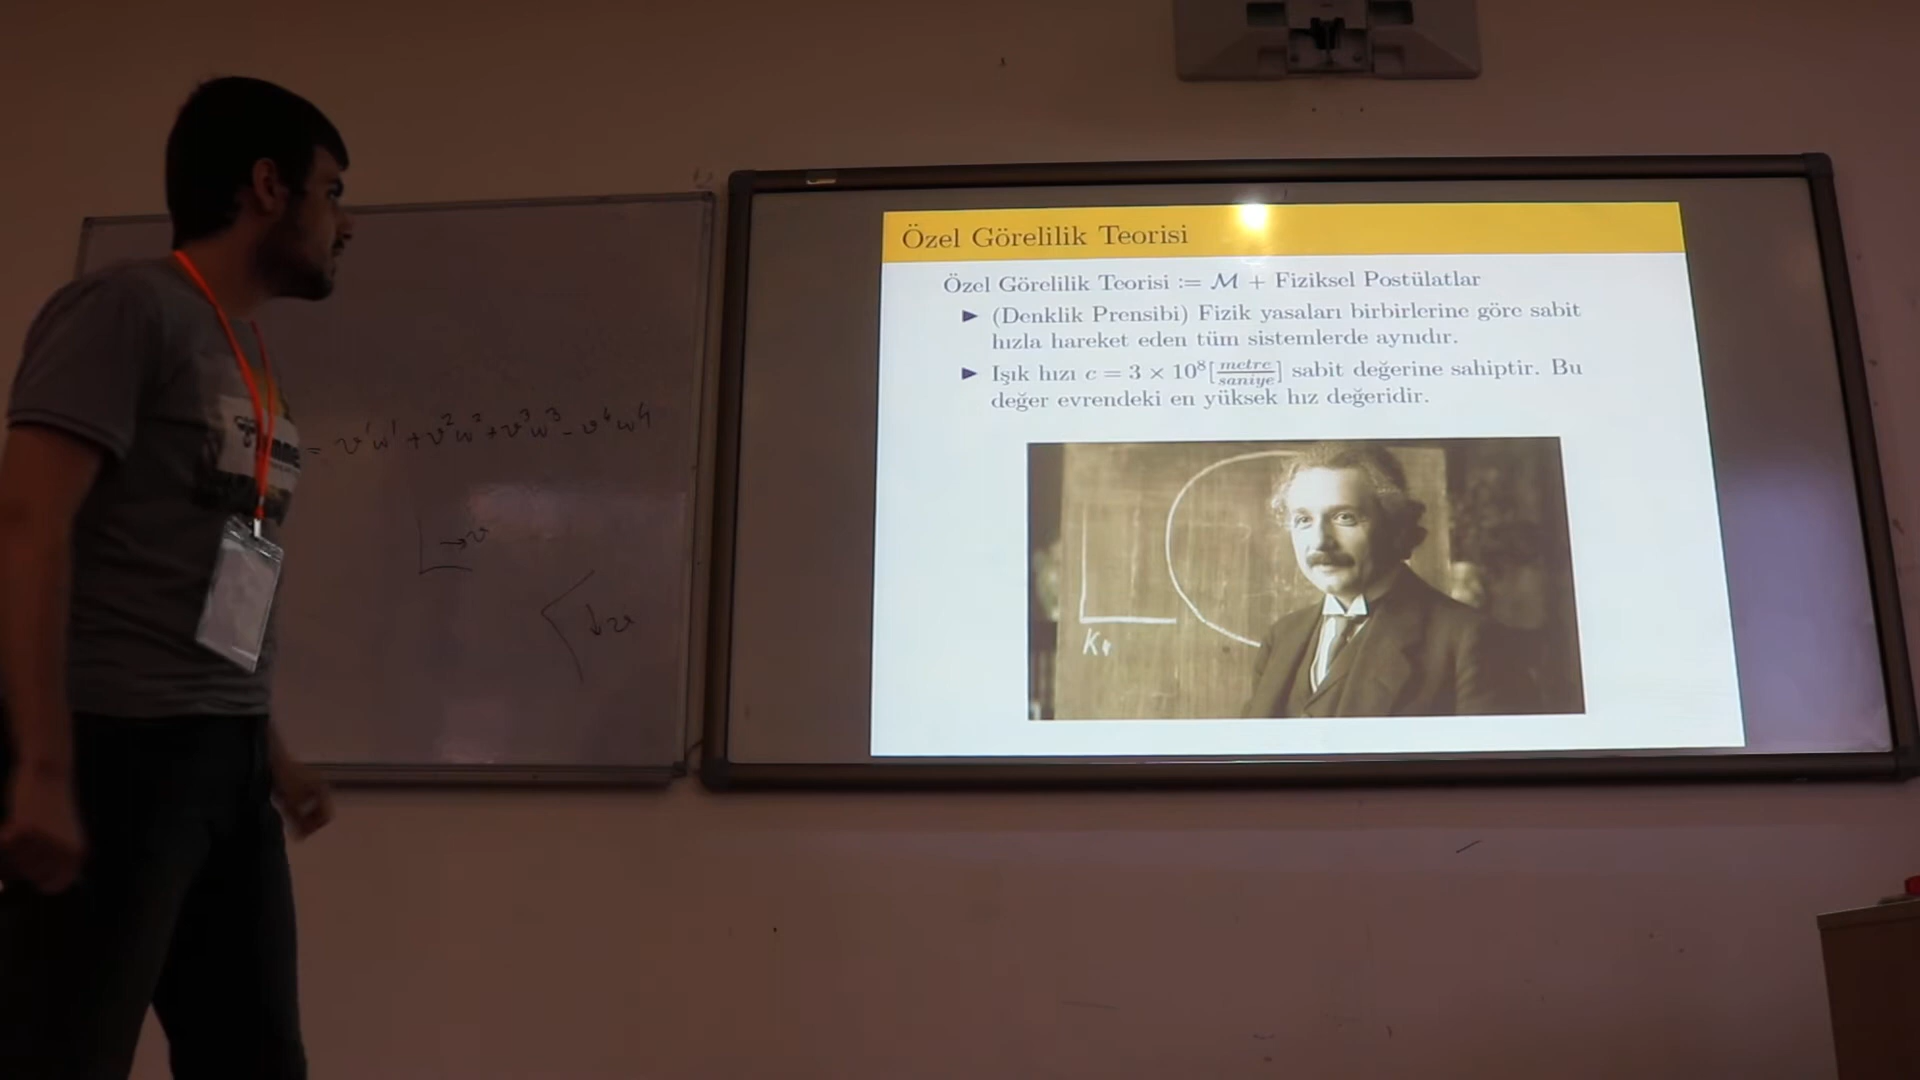 = v¹w¹ + v²w² + v³w³ - v⁴w⁴
→v
↓v
Özel Görelilik Teorisi
Özel Görelilik Teorisi := M + Fiziksel Postülatlar
► (Denklik Prensibi) Fizik yasaları birbirlerine göre sabit
hızla hareket eden tüm sistemlerde aynıdır.
► Işık hızı c = 3 × 10⁸[metre/saniye] sabit değerine sahiptir. Bu
değer evrendeki en yüksek hız değeridir.